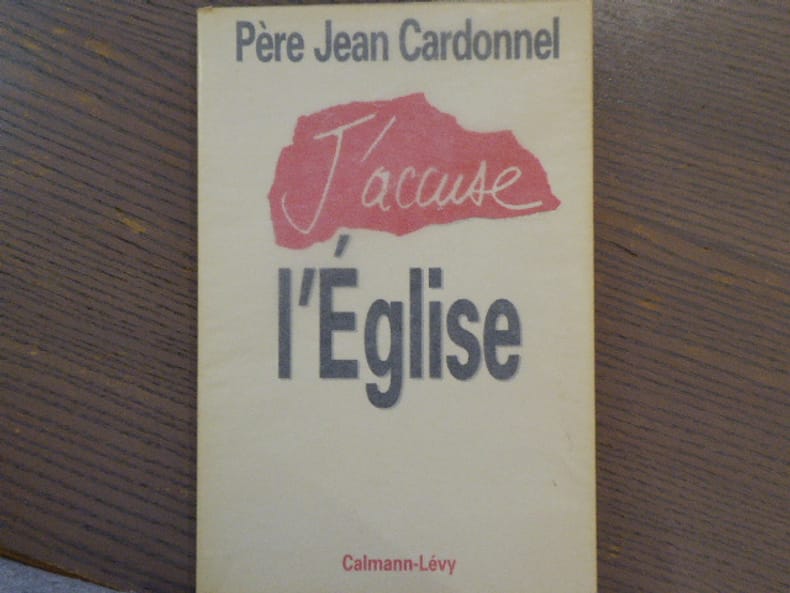 Père Jean Cardonnel
J'accuse
l'Église
Calmann-Lévy